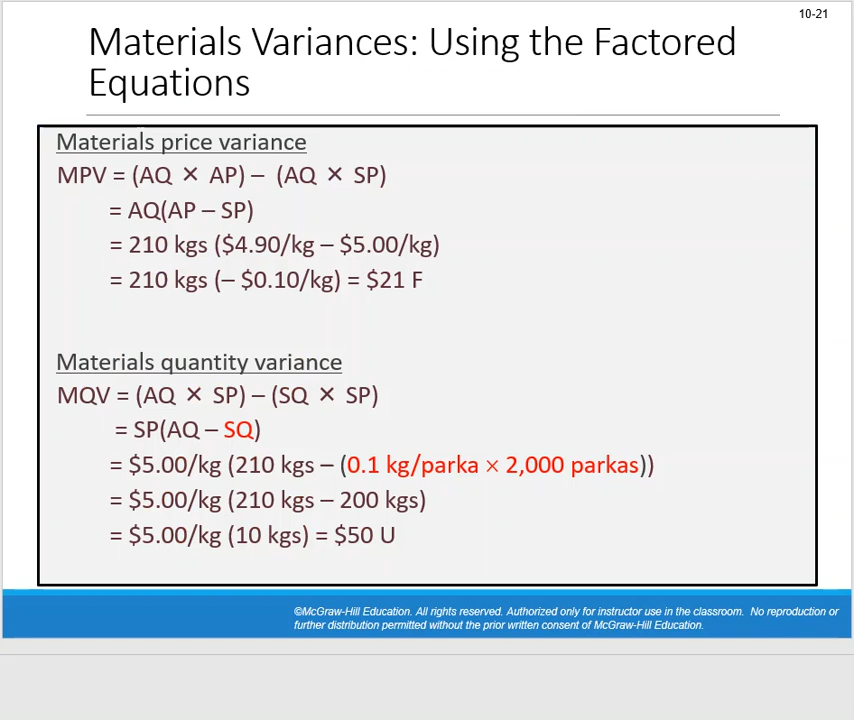 10-21
Materials Variances: Using the Factored
Equations
Materials price variance
MPV = (AQ × AP) – (AQ × SP)
= AQ(AP – SP)
= 210 kgs ($4.90/kg – $5.00/kg)
= 210 kgs (– $0.10/kg) = $21 F
Materials quantity variance
MQV = (AQ × SP) – (SQ × SP)
= SP(AQ – SQ)
= $5.00/kg (210 kgs – (0.1 kg/parka × 2,000 parkas))
= $5.00/kg (210 kgs – 200 kgs)
= $5.00/kg (10 kgs) = $50 U
©McGraw-Hill Education. All rights reserved. Authorized only for instructor use in the classroom. No reproduction or
further distribution permitted without the prior written consent of McGraw-Hill Education.